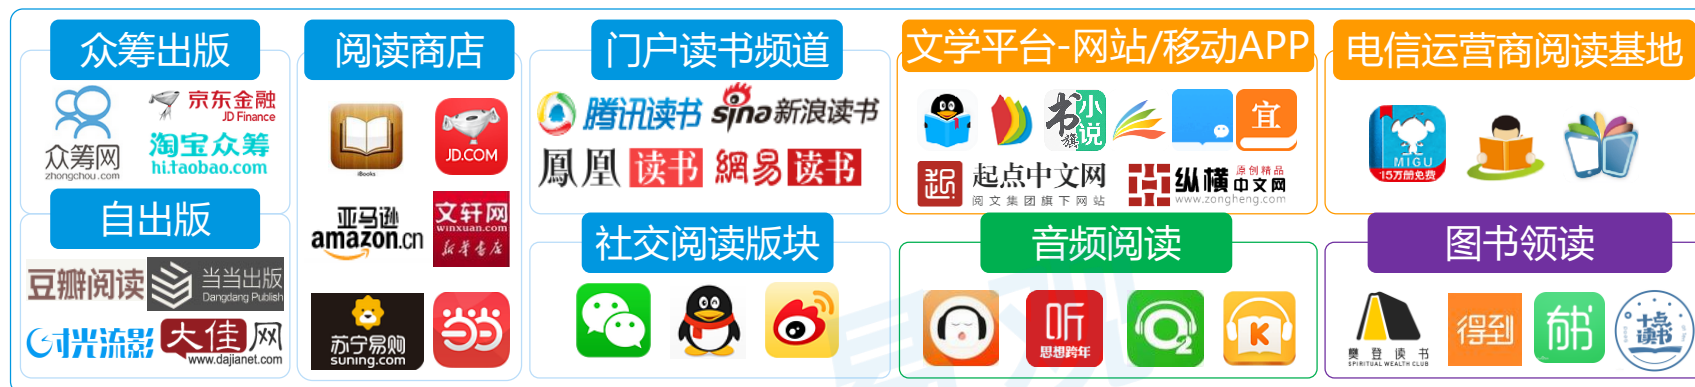 众筹出版
众筹网
zhongchou.com
京东金融
JD Finance
淘宝众筹
hi.taobao.com
自出版
豆瓣阅读
当当出版
Dangdang Publish
时光流影
大佳网
www.dajianet.com
阅读商店
iBooks
JD.COM
亚马逊
amazon.cn
文轩网
winxuan.com
新华书店
苏宁易购
suning.com
当当
门户读书频道
腾讯读书
sina新浪读书
鳳凰读书
網易读书
社交阅读版块
文学平台-网站/移动APP
书旗小说
宜
起点中文网
阅文集团旗下网站
纵横中文网
原创精品
www.zongheng.com
音频阅读
听
思想跨年
O2
K
电信运营商阅读基地
MIGU
15万册免费
图书领读
樊登读书
SPIRITUAL WEALTH CLUB
得到
有书
十点读书
易观